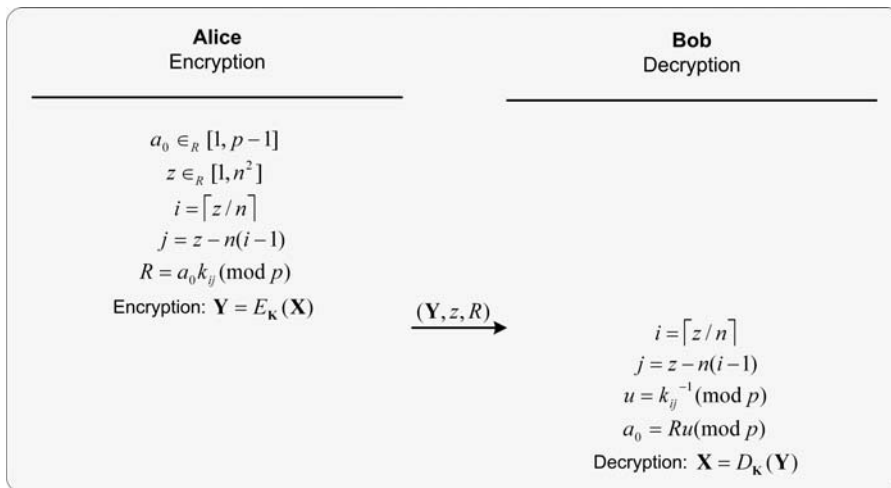 Alice
Encryption
a₀ ∈_R [1, p − 1]
z ∈_R [1, n²]
i = ⌈z / n⌉
j = z − n(i − 1)
R = a₀k_ij (mod p)
Encryption: Y = E_K(X)
(Y, z, R)
Bob
Decryption
i = ⌈z / n⌉
j = z − n(i − 1)
u = k_ij⁻¹ (mod p)
a₀ = Ru(mod p)
Decryption: X = D_K(Y)